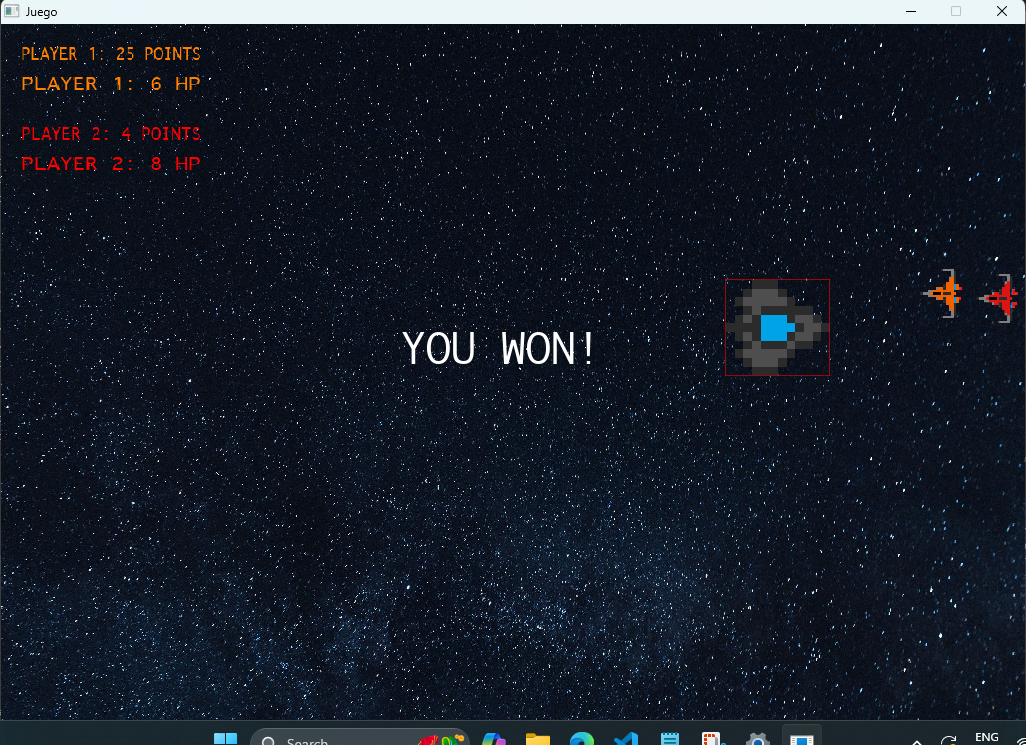 Juego
PLAYER 1: 25 POINTS
PLAYER 1: 6 HP
PLAYER 2: 4 POINTS
PLAYER 2: 8 HP
YOU WON!
Search
ENG